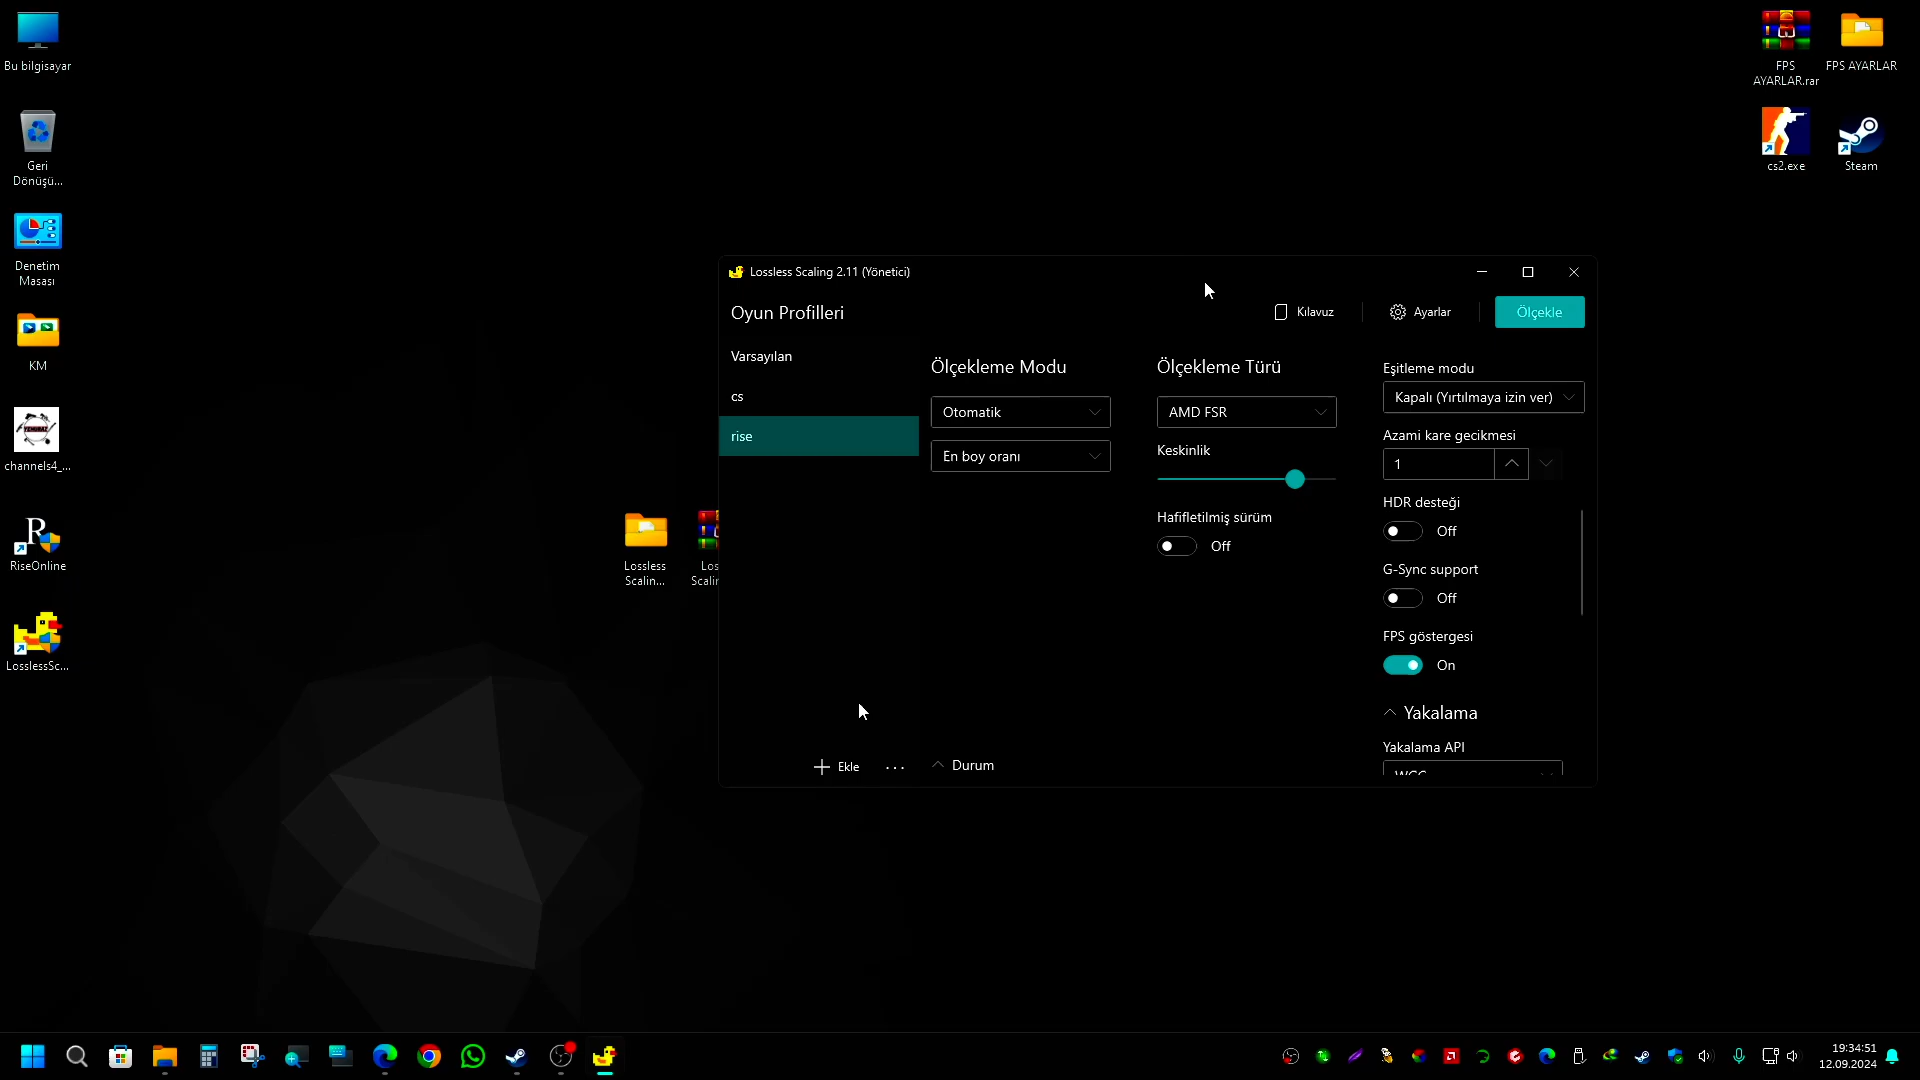 Bu bilgisayar
Geri
Dönüşü...
Denetim
Masası
KM
channels4_...
RiseOnline
LosslessSc...
Lossless
Scalin...
Los
Scalin
FPS
AYARLAR.rar
FPS AYARLAR
cs2.exe
Steam
Lossless Scaling 2.11 (Yönetici)
Oyun Profilleri
Kılavuz
Ayarlar
Ölçekle
Varsayılan
cs
rise
Ekle
...
Ölçekleme Modu
Otomatik
En boy oranı
Durum
Ölçekleme Türü
AMD FSR
Keskinlik
Hafifletilmiş sürüm
Off
Eşitleme modu
Kapalı (Yırtılmaya izin ver)
Azami kare gecikmesi
1
HDR desteği
Off
G-Sync support
Off
FPS göstergesi
On
Yakalama
Yakalama API
WGC
19:34:51
12.09.2024